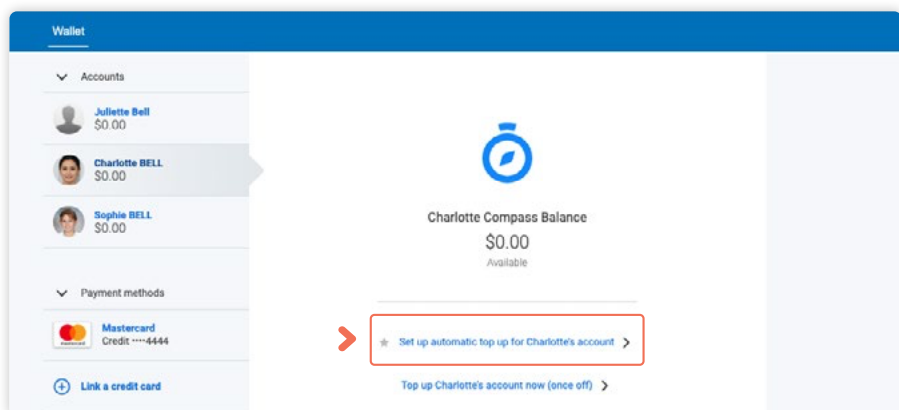 Wallet
Accounts
Juliette Bell
$0.00
Charlotte BELL
$0.00
Sophie BELL
$0.00
Payment methods
Mastercard
Credit ····4444
Link a credit card
Charlotte Compass Balance
$0.00
Available
Set up automatic top up for Charlotte's account
Top up Charlotte's account now (once off)